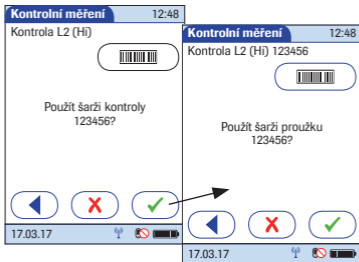 Kontrolní měření 12:48
Kontrola L2 (Hi)
Použít šarži kontroly
123456?
17.03.17
Kontrolní měření 12:48
Kontrola L2 (Hi) 123456
Použít šarži proužku
123456?
17.03.17